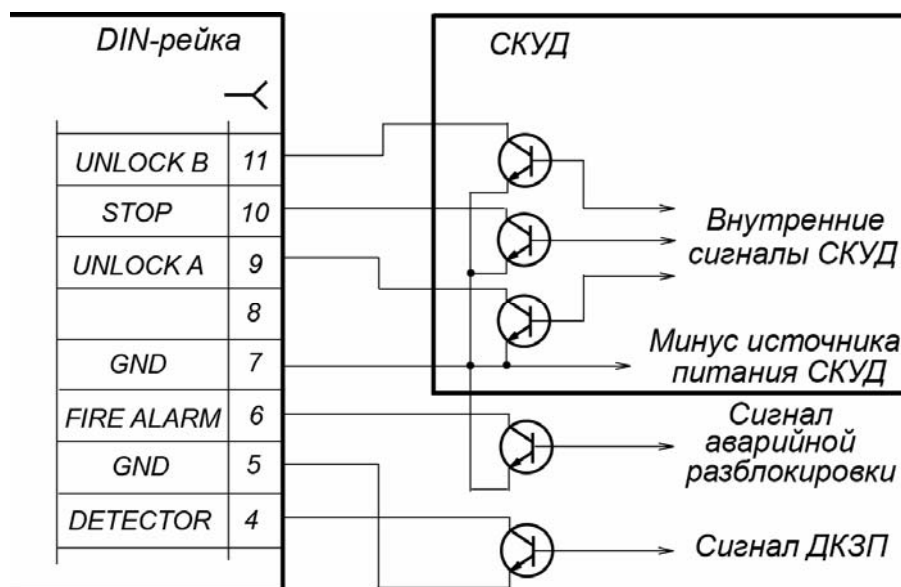 DIN-рейка
UNLOCK B 11
STOP 10
UNLOCK A 9
8
GND 7
FIRE ALARM 6
GND 5
DETECTOR 4
СКУД
Внутренние
сигналы СКУД
Минус источника
питания СКУД
Сигнал
аварийной
разблокировки
Сигнал ДКЗП